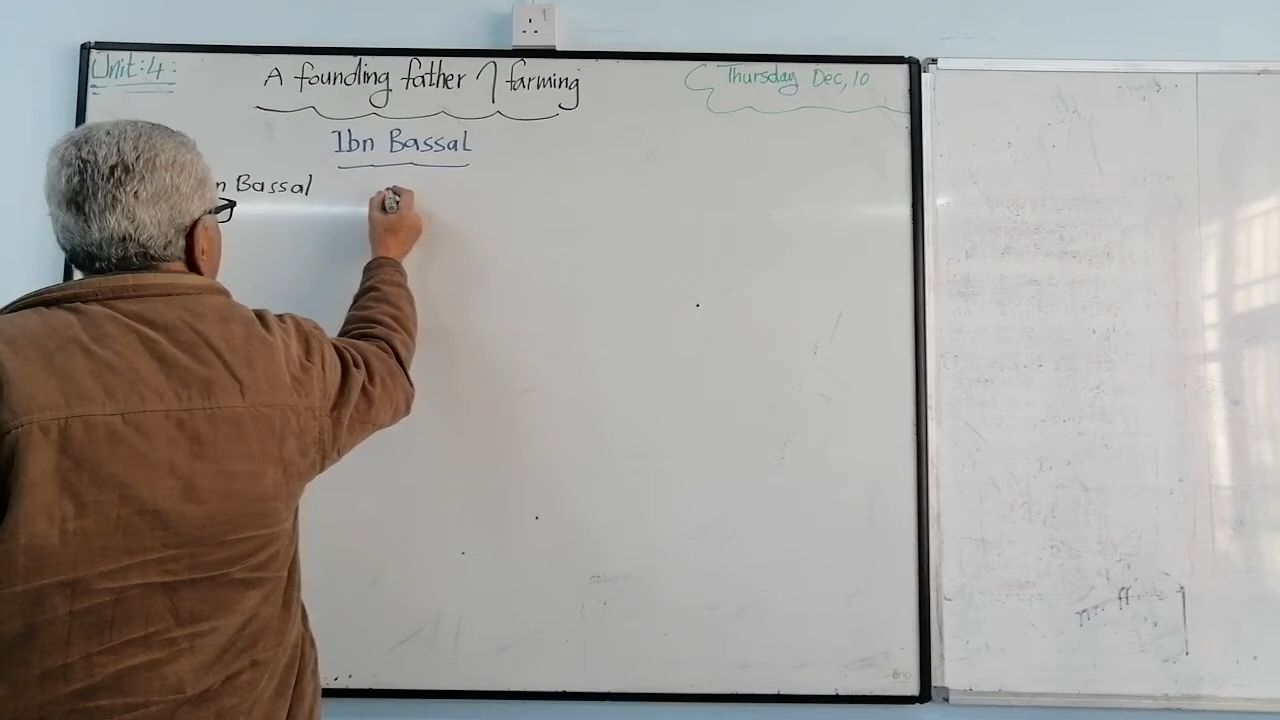 Unit:4:
A founding father of farming
Thursday Dec, 10
Ibn Bassal
n Bassal